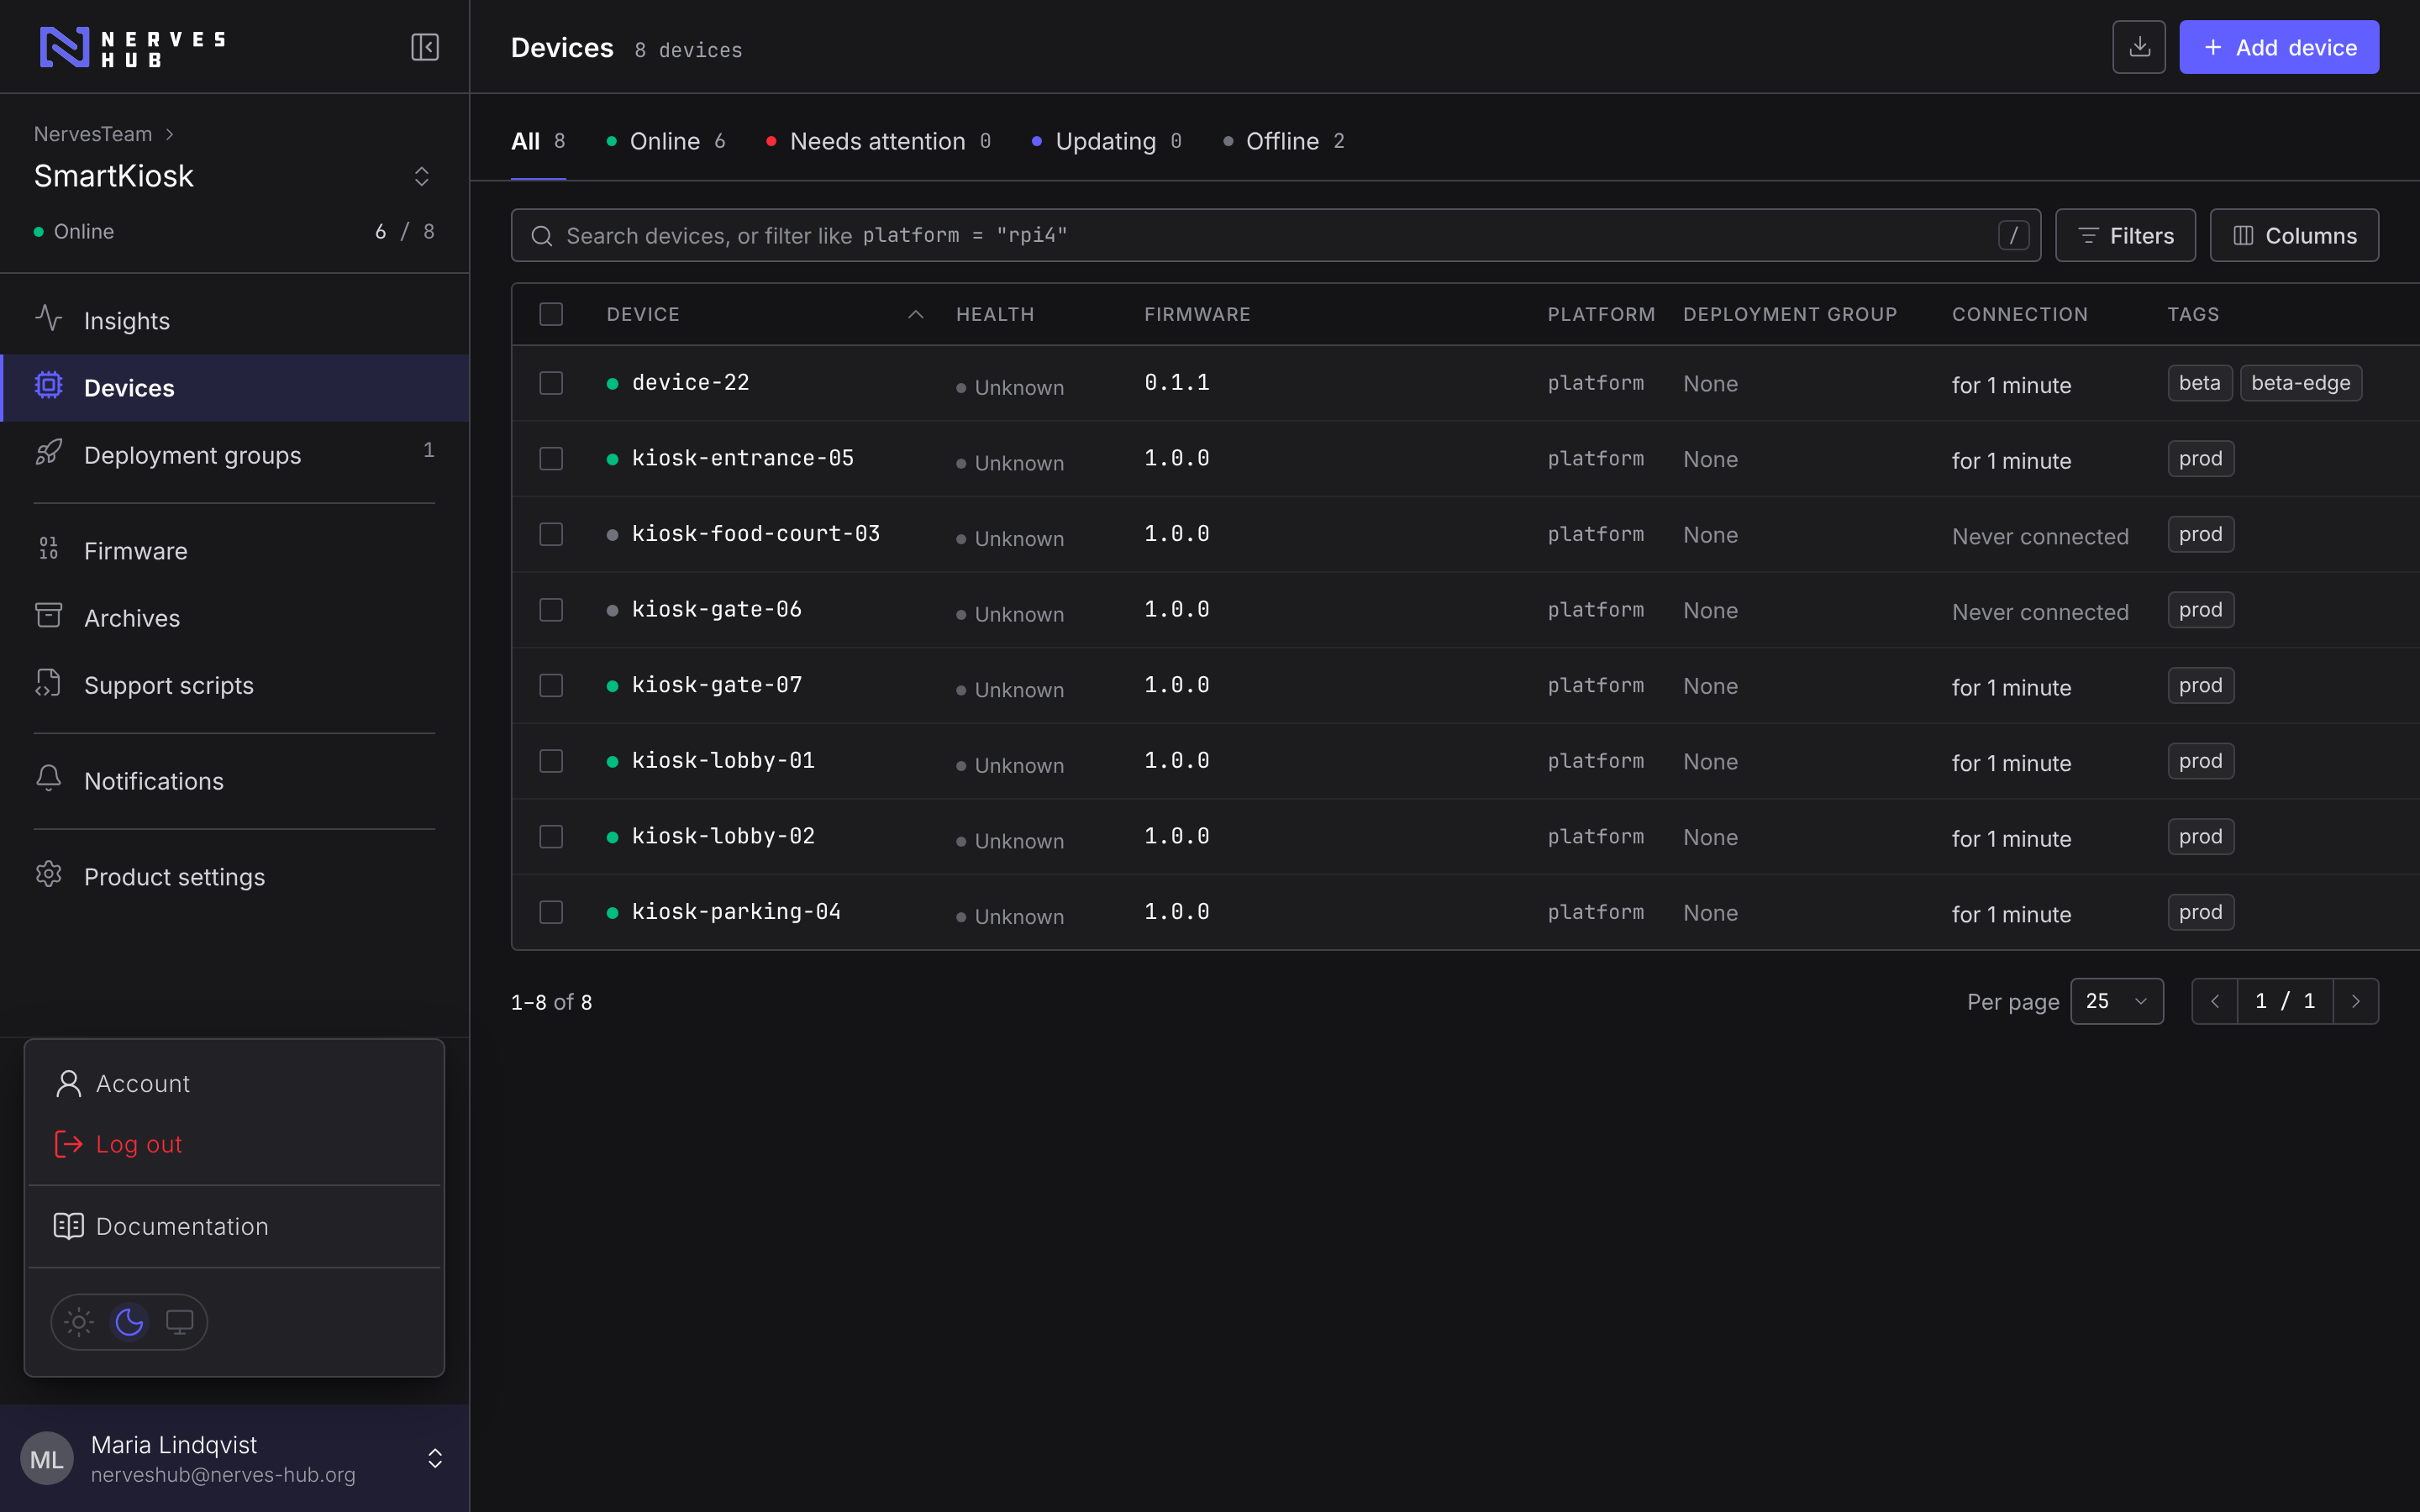 NERVES
HUB
NervesTeam
SmartKiosk
Online 6 / 8
Insights
Devices
Deployment groups 1
Firmware
Archives
Support scripts
Notifications
Product settings
Account
Log out
Documentation
ML
Maria Lindqvist
nerveshub@nerves-hub.org
Devices 8 devices
Add device
All 8 Online 6 Needs attention 0 Updating 0 Offline 2
Search devices, or filter like platform = "rpi4" /
Filters
Columns
DEVICE HEALTH FIRMWARE PLATFORM DEPLOYMENT GROUP CONNECTION TAGS
device-22 Unknown 0.1.1 platform None for 1 minute beta beta-edge
kiosk-entrance-05 Unknown 1.0.0 platform None for 1 minute prod
kiosk-food-court-03 Unknown 1.0.0 platform None Never connected prod
kiosk-gate-06 Unknown 1.0.0 platform None Never connected prod
kiosk-gate-07 Unknown 1.0.0 platform None for 1 minute prod
kiosk-lobby-01 Unknown 1.0.0 platform None for 1 minute prod
kiosk-lobby-02 Unknown 1.0.0 platform None for 1 minute prod
kiosk-parking-04 Unknown 1.0.0 platform None for 1 minute prod
1–8 of 8
Per page 25 1 / 1